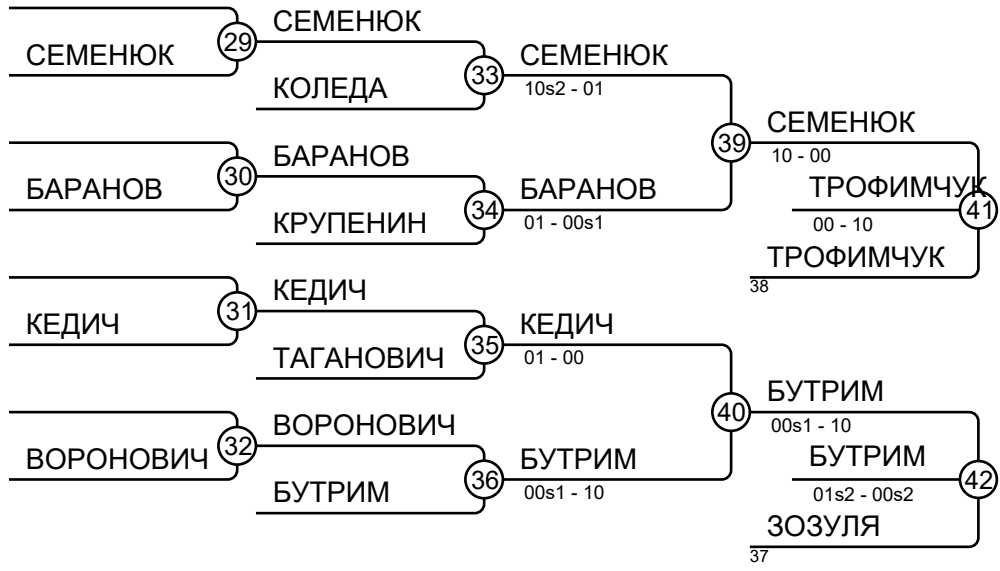 СЕМЕНЮК
29
СЕМЕНЮК
СЕМЕНЮК
33
10s2 - 01
КОЛЕДА
СЕМЕНЮК
39
10 - 00
БАРАНОВ
30
БАРАНОВ
БАРАНОВ
34
01 - 00s1
КРУПЕНИН
ТРОФИМЧУК
41
00 - 10
ТРОФИМЧУК
38
КЕДИЧ
31
КЕДИЧ
КЕДИЧ
35
01 - 00
ТАГАНОВИЧ
БУТРИМ
40
00s1 - 10
ВОРОНОВИЧ
32
ВОРОНОВИЧ
БУТРИМ
36
00s1 - 10
БУТРИМ
БУТРИМ
42
01s2 - 00s2
ЗОЗУЛЯ
37